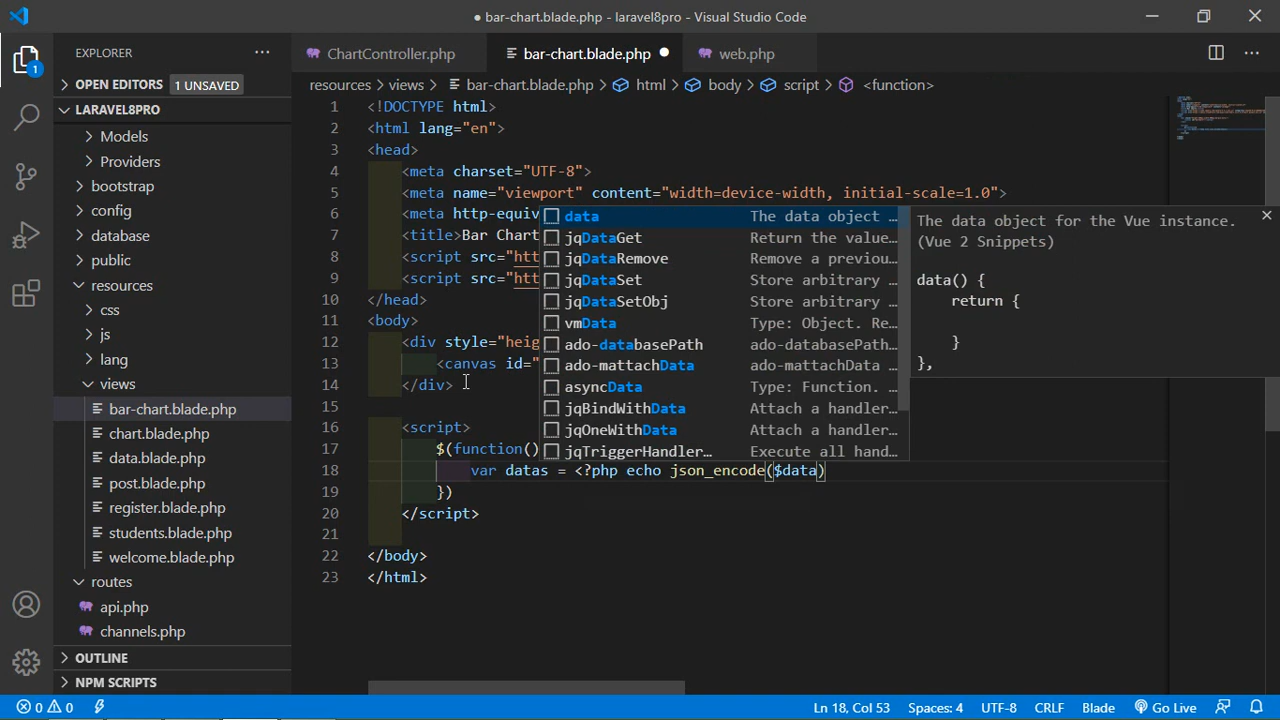 bar-chart.blade.php - laravel8pro - Visual Studio Code
EXPLORER
ChartController.php
bar-chart.blade.php
web.php
OPEN EDITORS 1 UNSAVED
resources > views > bar-chart.blade.php > html > body > script > <function>
LARAVEL8PRO
Models
Providers
bootstrap
config
database
public
resources
css
js
lang
views
bar-chart.blade.php
chart.blade.php
data.blade.php
post.blade.php
register.blade.php
students.blade.php
welcome.blade.php
routes
api.php
channels.php
OUTLINE
NPM SCRIPTS
1
1 <!DOCTYPE html>
2 <html lang="en">
3 <head>
4 <meta charset="UTF-8">
5 <meta name="viewport" content="width=device-width, initial-scale=1.0">
6 <meta http-equiv
7 <title>Bar Chart
8 <script src="htt
9 <script src="htt
10 </head>
11 <body>
12 <div style="heig
13 <canvas id="
14 </div>
15
16 <script>
17 $(function()
18 var datas = <?php echo json_encode($data)
19 })
20 </script>
21
22 </body>
23 </html>
data The data object ...
jqDataGet Return the value...
jqDataRemove Remove a previou...
jqDataSet Store arbitrary ...
jqDataSetObj Store arbitrary ...
vmData Type: Object. Re...
ado-databasePath ado-databasePath...
ado-mattachData ado-mattachData ...
asyncData Type: Function. ...
jqBindWithData Attach a handler...
jqOneWithData Attach a handler...
jqTriggerHandler... Execute all hand...
The data object for the Vue instance.
(Vue 2 Snippets)
data() {
return {
}
},
0 0
Ln 18, Col 53 Spaces: 4 UTF-8 CRLF Blade Go Live